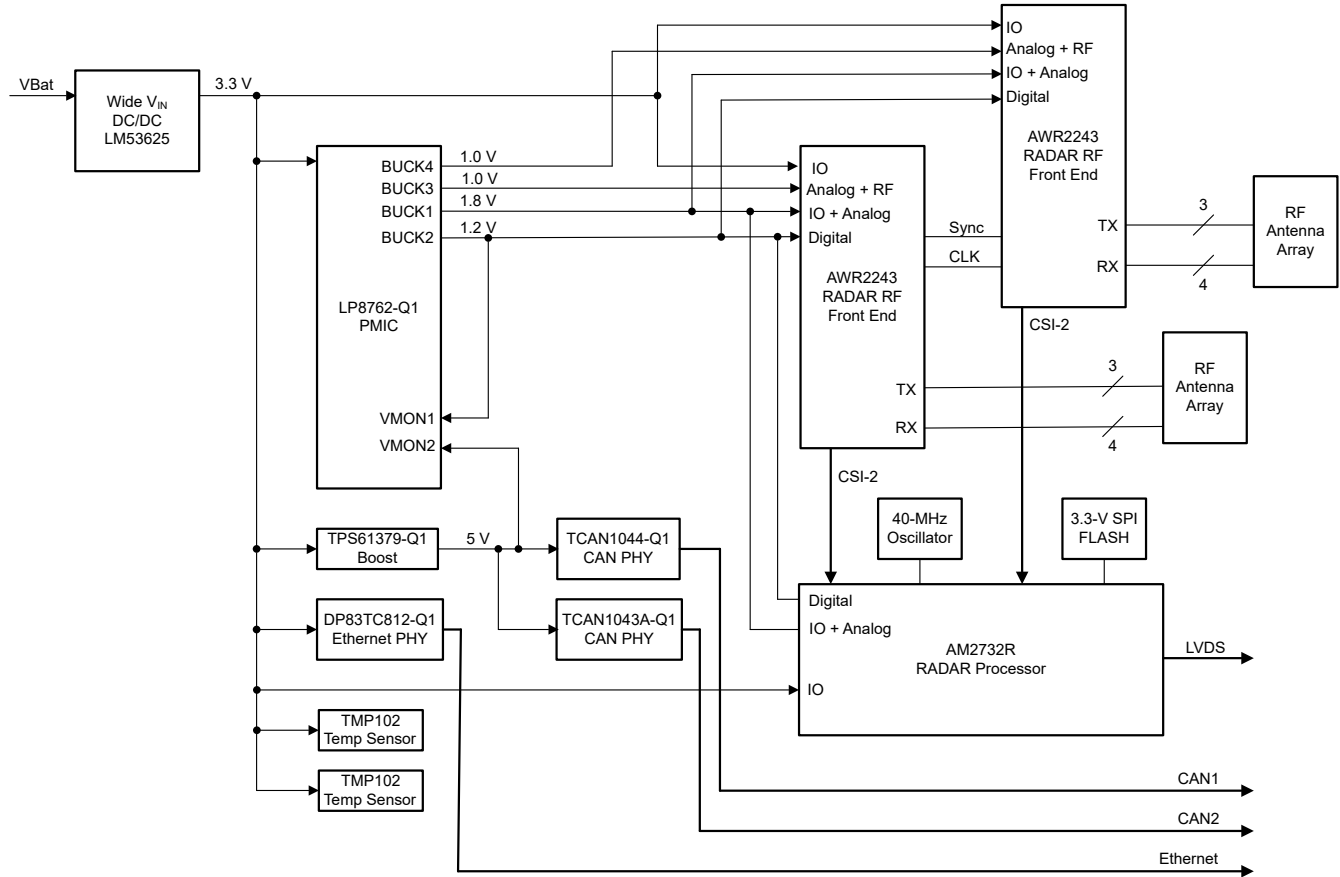 VBat
Wide VIN
DC/DC
LM53625
3.3 V
LP8762-Q1
PMIC
BUCK4
BUCK3
BUCK1
BUCK2
VMON1
VMON2
1.0 V
1.0 V
1.8 V
1.2 V
IO
Analog + RF
IO + Analog
Digital
AWR2243
RADAR RF
Front End
TX
RX
Sync
CLK
CSI-2
IO
Analog + RF
IO + Analog
Digital
AWR2243
RADAR RF
Front End
TX
RX
CSI-2
3
4
RF
Antenna
Array
3
4
RF
Antenna
Array
TPS61379-Q1
Boost
5 V
TCAN1044-Q1
CAN PHY
DP83TC812-Q1
Ethernet PHY
TCAN1043A-Q1
CAN PHY
40-MHz
Oscillator
3.3-V SPI
FLASH
Digital
IO + Analog
IO
AM2732R
RADAR Processor
LVDS
TMP102
Temp Sensor
TMP102
Temp Sensor
CAN1
CAN2
Ethernet